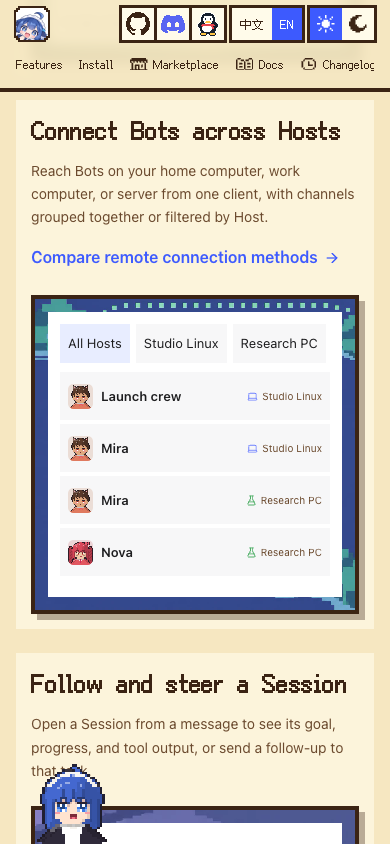 中文
EN
Features
Install
Marketplace
Docs
Changelog
Connect Bots across Hosts
Reach Bots on your home computer, work
computer, or server from one client, with channels
grouped together or filtered by Host.
Compare remote connection methods →
All Hosts
Studio Linux
Research PC
Launch crew
Studio Linux
Mira
Studio Linux
Mira
Research PC
Nova
Research PC
Follow and steer a Session
Open a Session from a message to see its goal,
progress, and tool output, or send a follow-up to
that